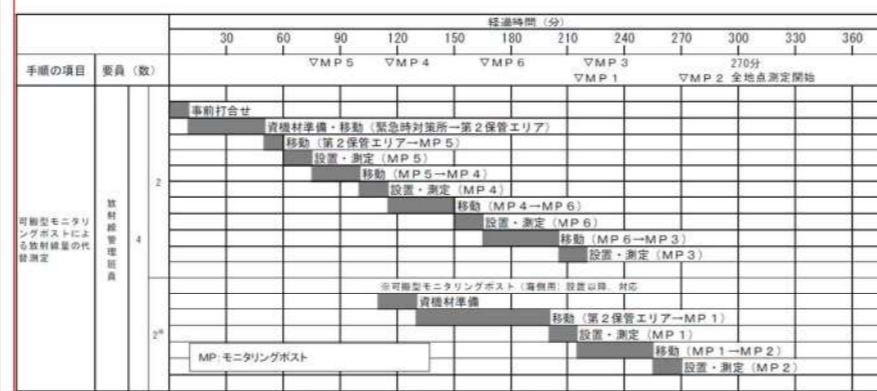 経過時間（分）
30 60 90 120 150 180 210 240 270 300 330 360
手順の項目 要員（数） ▽MP5 ▽MP4 ▽MP6 ▽MP3 270分
▽MP1 ▽MP2 全地点測定開始
事前打合せ
資機材準備・移動（緊急時対策所→第2保管エリア）
移動（第2保管エリア→MP5）
設置・測定（MP5）
移動（MP5→MP4）
2
設置・測定（MP4）
移動（MP4→MP6）
設置・測定（MP6）
可搬型モニタリングポストによる放射線量の代替測定
放射線管理班員
4
移動（MP6→MP3）
設置・測定（MP3）
※可搬型モニタリングポスト（海側用）設置以降、対応
資機材準備
移動（第2保管エリア→MP1）
2※
設置・測定（MP1）
移動（MP1→MP2）
MP:モニタリングポスト
設置・測定（MP2）